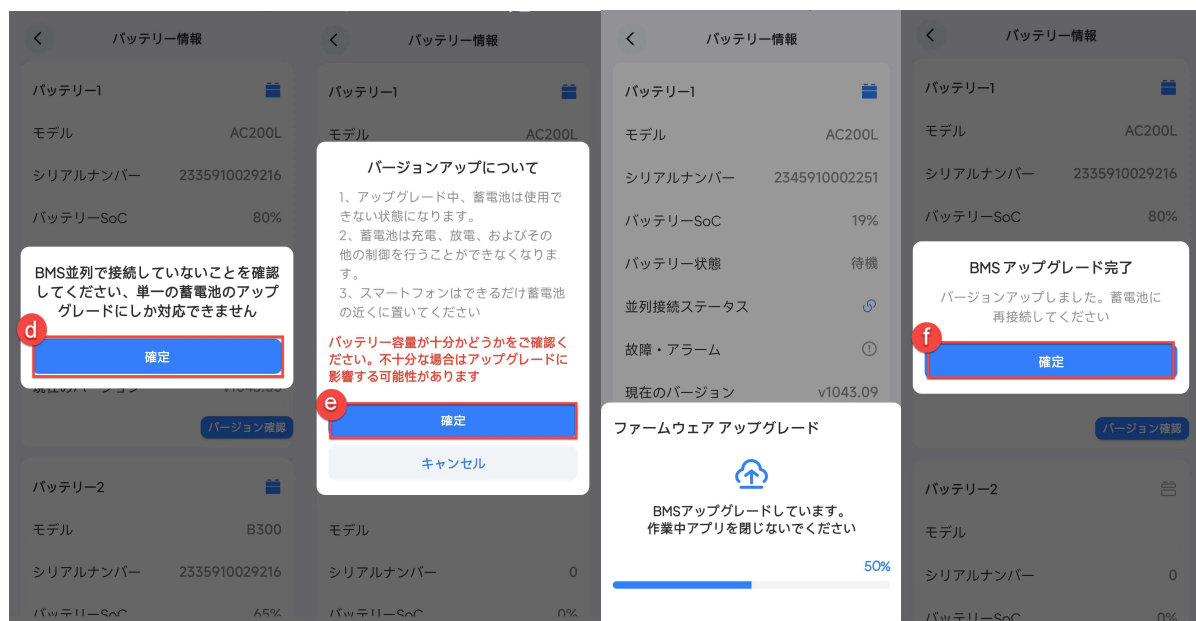 バッテリー情報
バッテリー1
モデル AC200L
シリアルナンバー 2335910029216
バッテリーSoC 80%
BMS並列で接続していないことを確認
してください、単一の蓄電池のアップ
グレードにしか対応できません
d
確定
バージョン確認
バッテリー2
モデル B300
シリアルナンバー 2335910029216
バッテリーSoC 65%
バッテリー情報
バッテリー1
モデル AC200L
バージョンアップについて
1、アップグレード中、蓄電池は使用で
きない状態になります。
2、蓄電池は充電、放電、およびその
他の制御を行うことができなくなりま
す。
3、スマートフォンはできるだけ蓄電池
の近くに置いてください
バッテリー容量が十分かどうかをご確認く
ださい。不十分な場合はアップグレードに
影響する可能性があります
e
確定
キャンセル
モデル
シリアルナンバー 0
バッテリーSoC 0%
バッテリー情報
バッテリー1
モデル AC200L
シリアルナンバー 2345910002251
バッテリーSoC 19%
バッテリー状態 待機
並列接続ステータス
故障・アラーム
現在のバージョン v1043.09
ファームウェア アップグレード
BMSアップグレードしています。
作業中アプリを閉じないでください
50%
バッテリー情報
バッテリー1
モデル AC200L
シリアルナンバー 2335910029216
バッテリーSoC 80%
BMS アップグレード完了
バージョンアップしました。蓄電池に
再接続してください
f
確定
バージョン確認
バッテリー2
モデル
シリアルナンバー 0
バッテリーSoC 0%